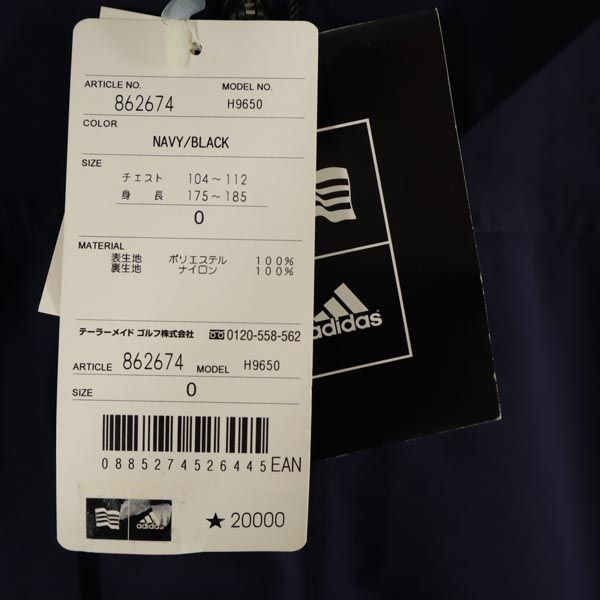 ARTICLE NO. MODEL NO.
862674 H9650
COLOR
NAVY/BLACK
SIZE
チェスト 104～112
身長 175～185
O
MATERIAL
表生地 ポリエステル 100%
裏生地 ナイロン 100%
テーラーメイド ゴルフ株式会社 0120-558-562
ARTICLE 862674 MODEL H9650
SIZE O
0885274526445 EAN
adidas
★20000
adidas